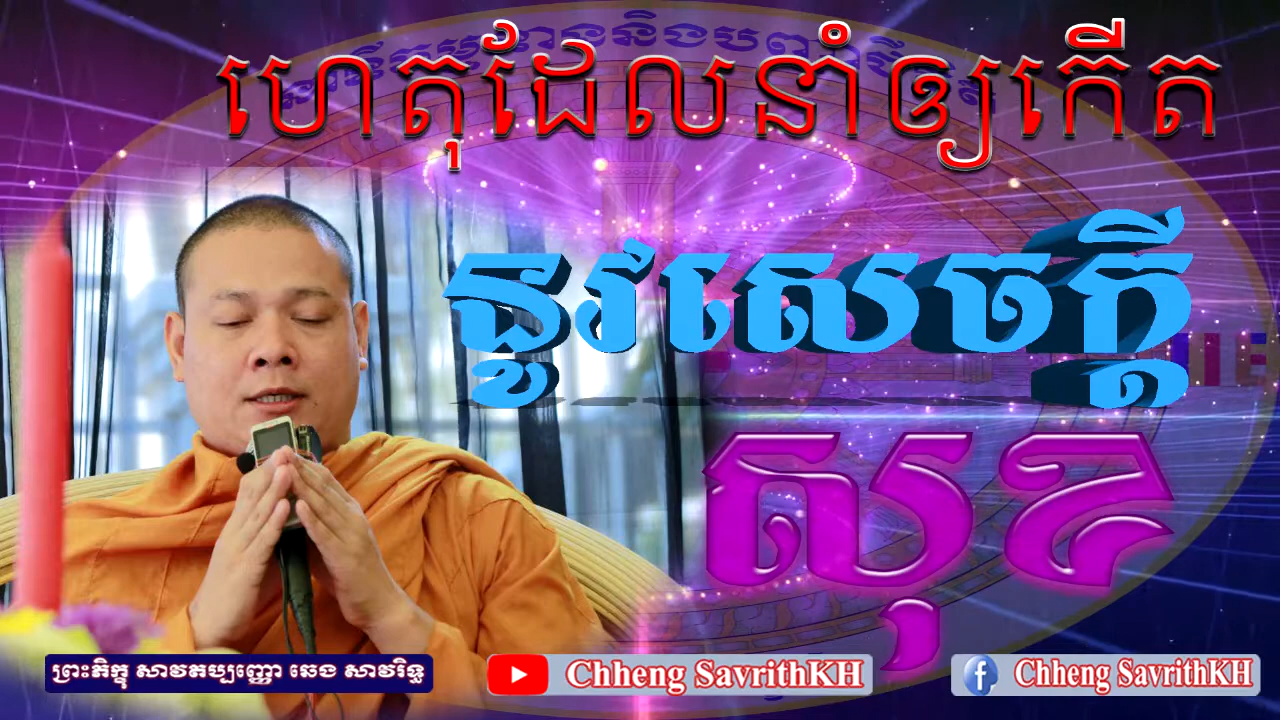 ហេតុដែលនាំឲ្យកើត
នូវសេចក្តី
សុខ
ព្រះភិក្ខុ សាវតប្បញ្ញោ ឆេង សាវរិទ្ធ
Chheng SavrithKH
Chheng SavrithKH